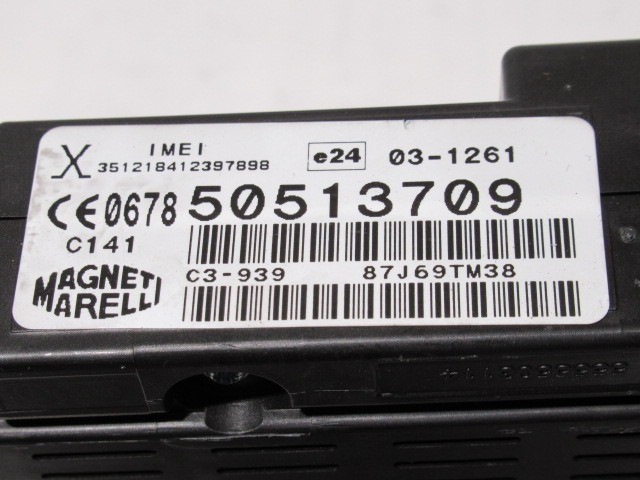 X IMEI
351218412397898
e24 03-1261
CE0678 50513709
C141
MAGNETI
MARELLI
C3-939 87J69TM38